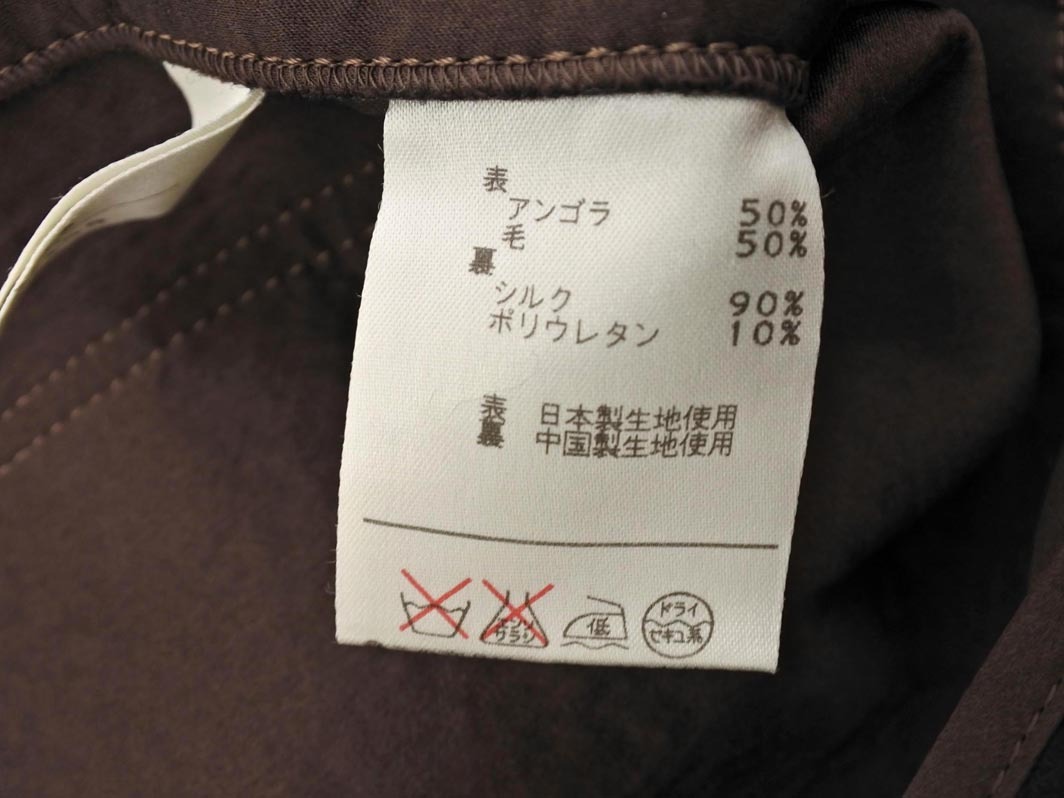 表
アンゴラ 50%
毛 50%
裏
シルク 90%
ポリウレタン 10%
表 日本製生地使用
裏 中国製生地使用
エンソ
サラシ
低
ドライ
セキユ系